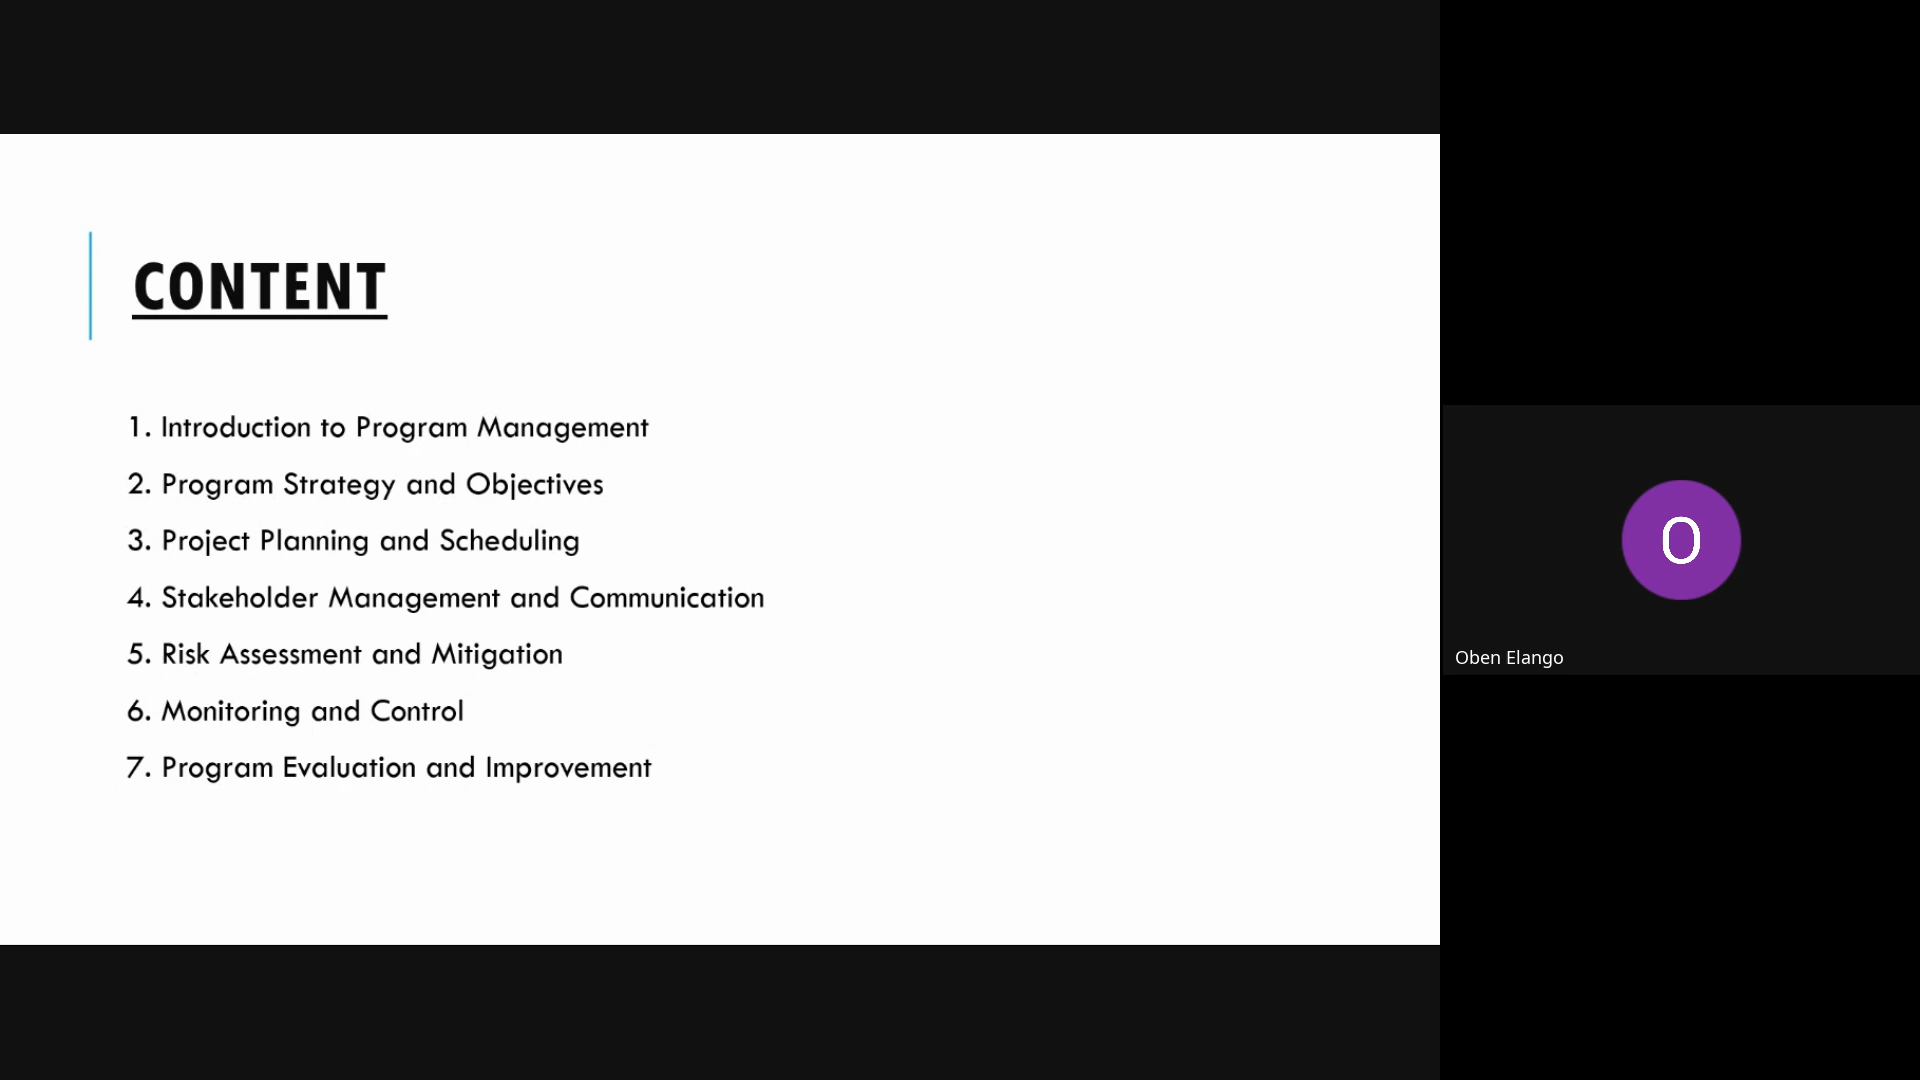 CONTENT
1. Introduction to Program Management
2. Program Strategy and Objectives
3. Project Planning and Scheduling
4. Stakeholder Management and Communication
5. Risk Assessment and Mitigation
6. Monitoring and Control
7. Program Evaluation and Improvement
O
Oben Elango